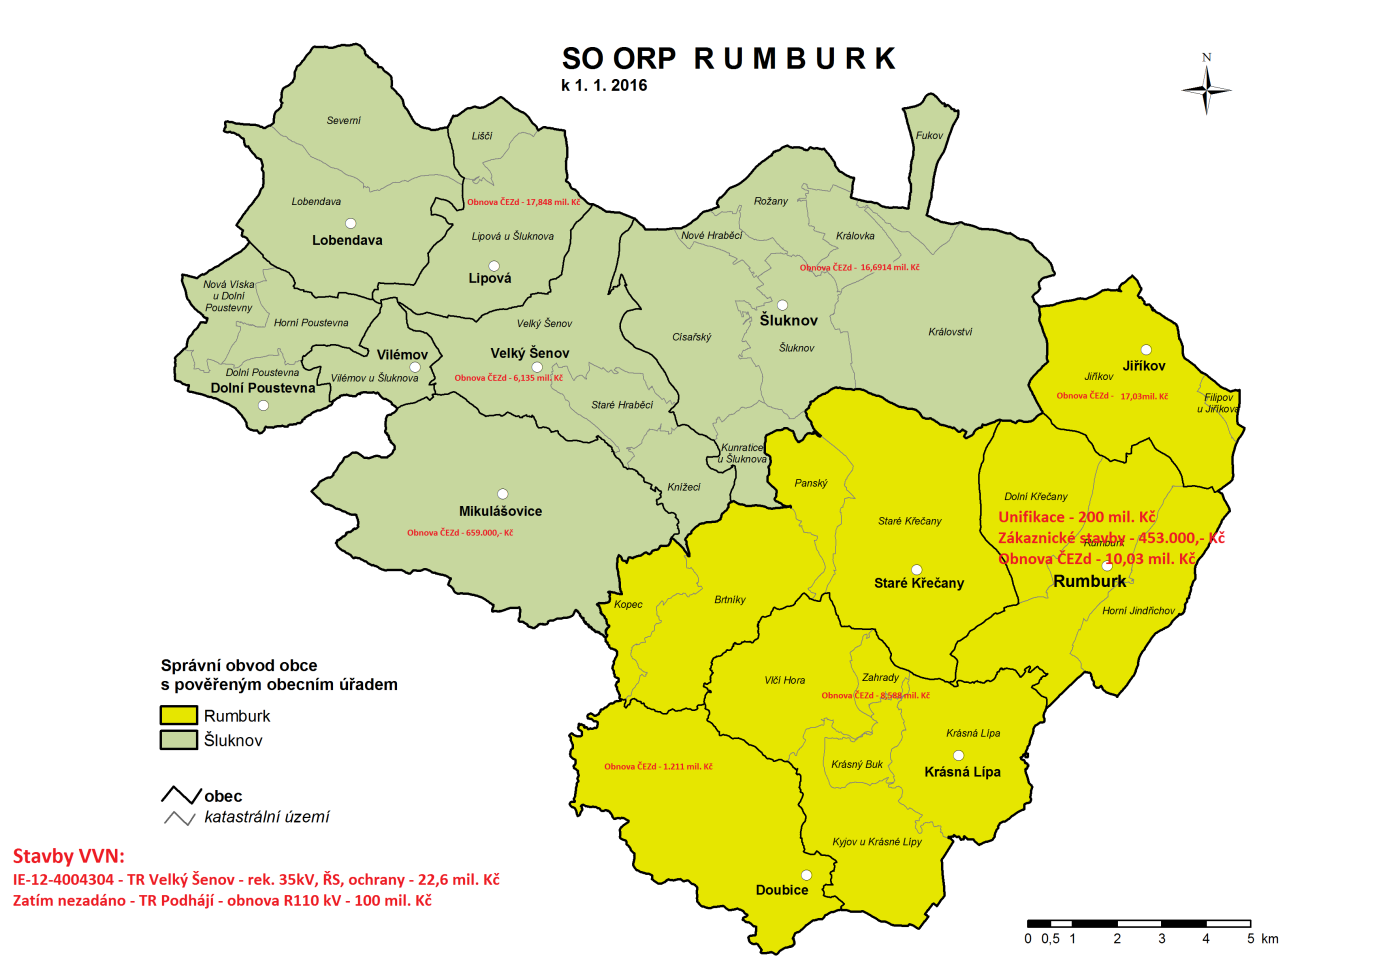 SO ORP R U M B U R K
k 1. 1. 2016
N
Severní
Liščí
Fukov
Lobendava
Lobendava
Obnova ČEZd - 17,848 mil. Kč
Rožany
Lipová u Šluknova
Nové Hraběcí
Královka
Lipová
Obnova ČEZd - 16,6914 mil. Kč
Nová Víska
u Dolní
Poustevny
Horní Poustevna
Velký Šenov
Císařský
Šluknov
Šluknov
Království
Vilémov
Velký Šenov
Dolní Poustevna
Dolní Poustevna
Vilémov u Šluknova
Obnova ČEZd - 6,135 mil. Kč
Jiříkov
Jiříkov
Obnova ČEZd - 17,03mil. Kč
Filipov
u Jiříkova
Staré Hraběcí
Kunratice
u Šluknova
Knížecí
Panský
Mikulášovice
Obnova ČEZd - 659.000,- Kč
Dolní Křečany
Staré Křečany
Unifikace - 200 mil. Kč
Zákaznické stavby - 453.000,- Kč
Rumburk
Obnova ČEZd - 10,03 mil. Kč
Staré Křečany
Rumburk
Kopec
Brtníky
Horní Jindřichov
Vlčí Hora
Zahrady
Obnova ČEZd - 8,588 mil. Kč
Krásná Lípa
Obnova ČEZd - 1.211 mil. Kč
Krásný Buk
Krásná Lípa
Kyjov u Krásné Lípy
Doubice
Správní obvod obce
s pověřeným obecním úřadem
Rumburk
Šluknov
obec
katastrální území
Stavby VVN:
IE-12-4004304 - TR Velký Šenov - rek. 35kV, ŘS, ochrany - 22,6 mil. Kč
Zatím nezadáno - TR Podhájí - obnova R110 kV - 100 mil. Kč
0 0,5 1 2 3 4 5 km